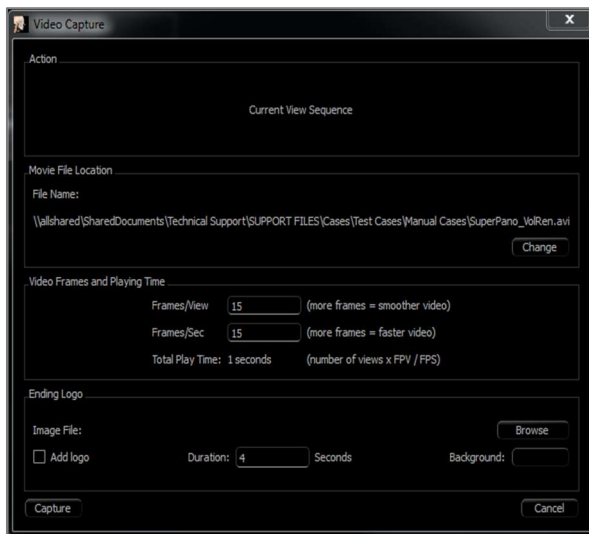 Video Capture
X
Action
Current View Sequence
Movie File Location
File Name:
\\allshared\SharedDocuments\Technical Support\SUPPORT FILES\Cases\Test Cases\Manual Cases\SuperPano_VolRen.avi
Change
Video Frames and Playing Time
Frames/View 15 (more frames = smoother video)
Frames/Sec 15 (more frames = faster video)
Total Play Time: 1 seconds (number of views x FPV / FPS)
Ending Logo
Image File: Browse
Add logo Duration: 4 Seconds Background:
Capture Cancel